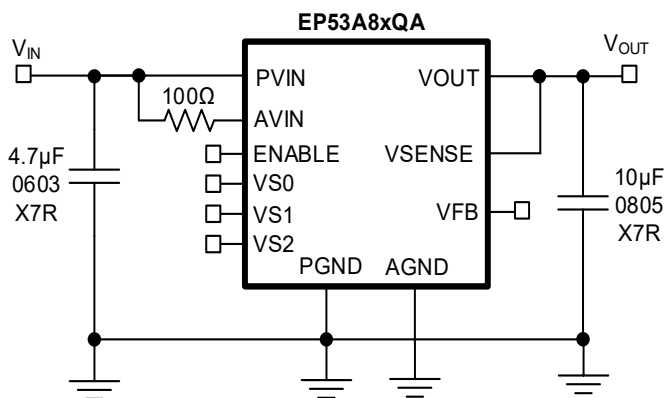 EP53A8xQA
VIN
VOUT
PVIN
VOUT
100Ω
AVIN
4.7µF
0603
X7R
ENABLE
VSENSE
VS0
10µF
0805
X7R
VS1
VFB
VS2
PGND
AGND